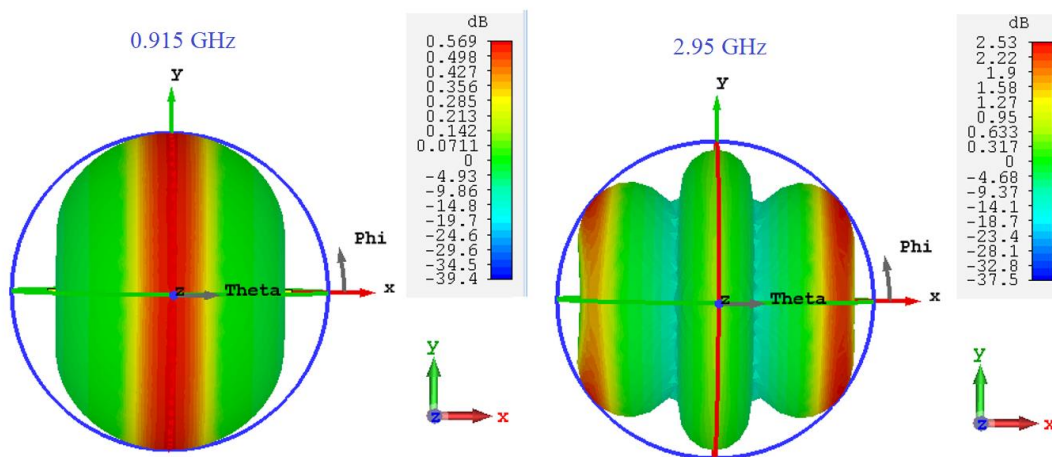 0.915 GHz
dB
0.569
0.498
0.427
0.356
0.285
0.213
0.142
0.0711
0
-4.93
-9.86
-14.8
-19.7
-24.6
-29.6
-34.5
-39.4
y
Phi
x
z
Theta
y
z
x
2.95 GHz
dB
2.53
2.22
1.9
1.58
1.27
0.95
0.633
0.317
0
-4.68
-9.37
-14.1
-18.7
-23.4
-28.1
-32.8
-37.5
y
Phi
x
z
Theta
y
z
x